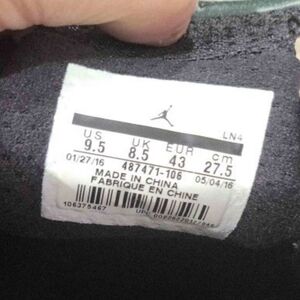 LN4
US UK EUR cm
9.5 8.5 43 27.5
01/27/16 487471-106 05/04/16
MADE IN CHINA
FABRIQUE EN CHINE
106375467